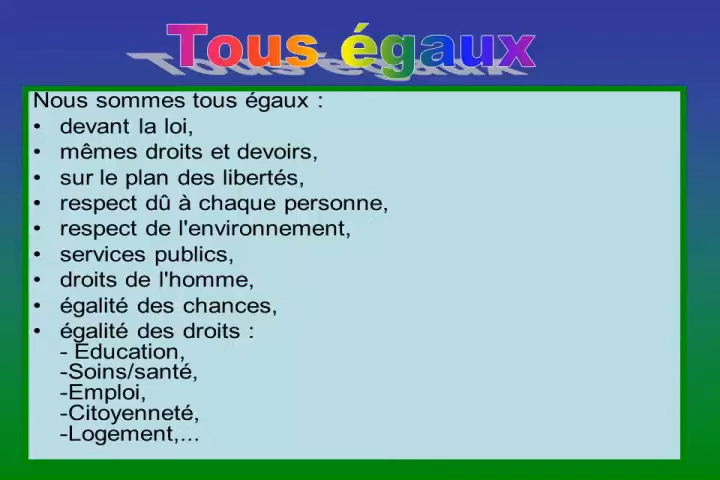 Tous égaux
Nous sommes tous égaux :
• devant la loi,
• mêmes droits et devoirs,
• sur le plan des libertés,
• respect dû à chaque personne,
• respect de l'environnement,
• services publics,
• droits de l'homme,
• égalité des chances,
• égalité des droits :
- Education,
-Soins/santé,
-Emploi,
-Citoyenneté,
-Logement,...